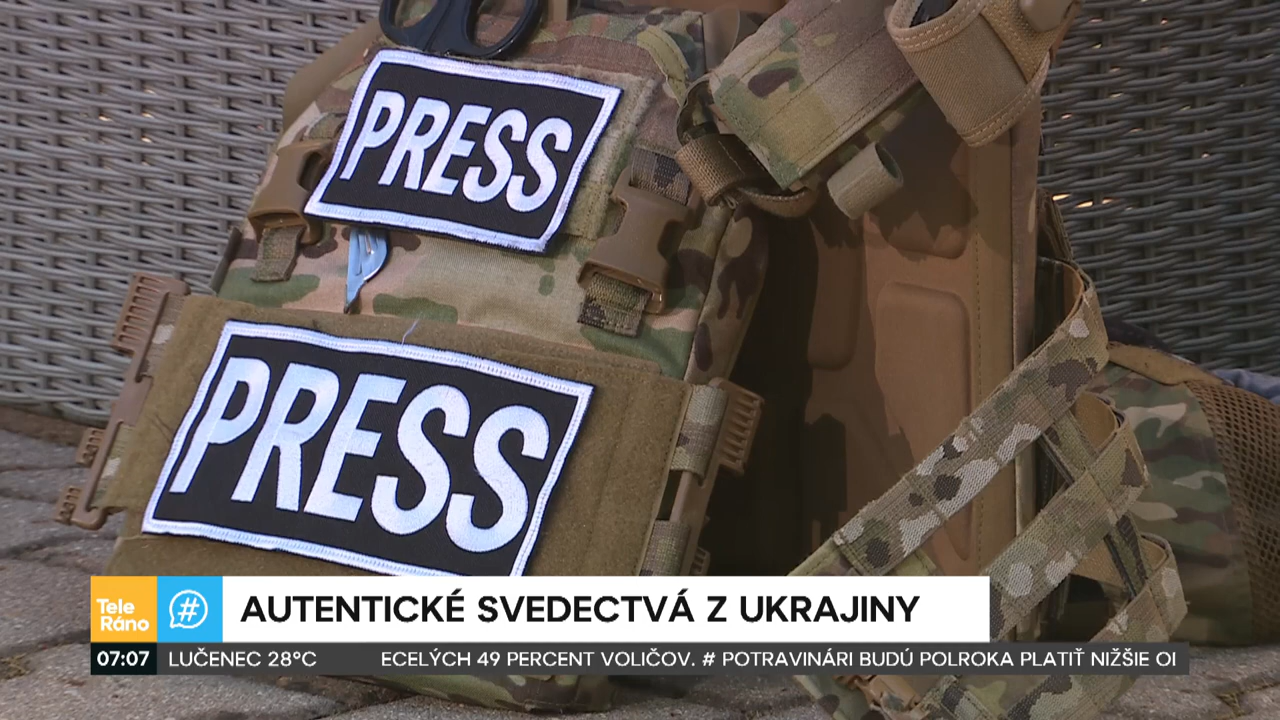 PRESS
PRESS
Tele
Ráno
#
AUTENTICKÉ SVEDECTVÁ Z UKRAJINY
07:07 LUČENEC 28°C ECELÝCH 49 PERCENT VOLIČOV. # POTRAVINÁRI BUDÚ POLROKA PLATIŤ NIŽŠIE